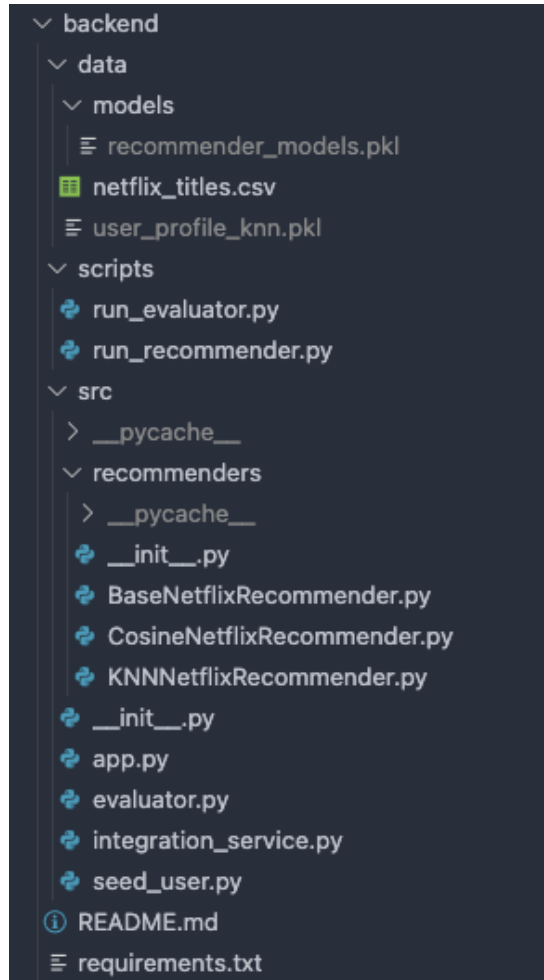 backend
data
models
recommender_models.pkl
netflix_titles.csv
user_profile_knn.pkl
scripts
run_evaluator.py
run_recommender.py
src
__pycache__
recommenders
__pycache__
__init__.py
BaseNetflixRecommender.py
CosineNetflixRecommender.py
KNNNetflixRecommender.py
__init__.py
app.py
evaluator.py
integration_service.py
seed_user.py
README.md
requirements.txt